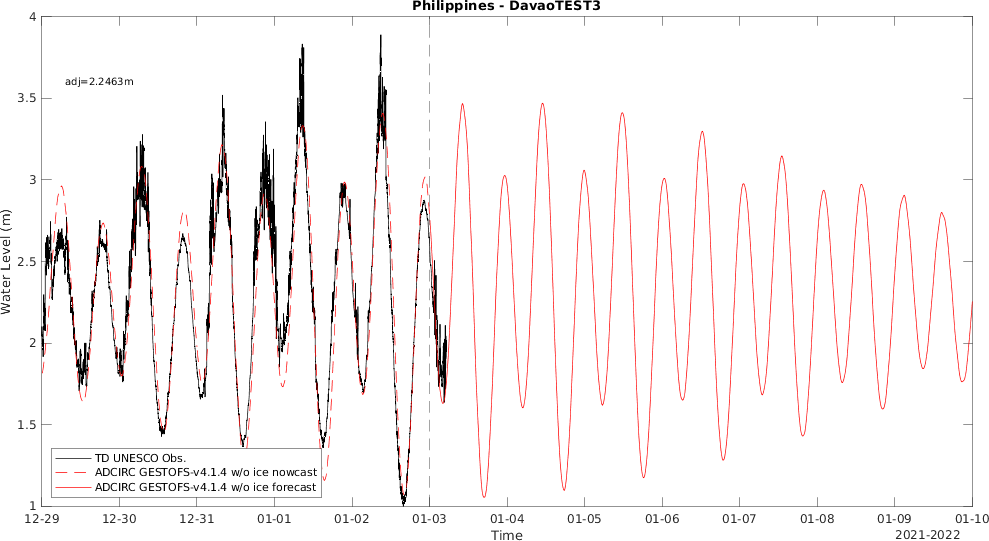 Philippines - DavaoTEST3
4
3.5
3
2.5
2
1.5
1
Water Level (m)
adj=2.2463m
TD UNESCO Obs.
ADCIRC GESTOFS-v4.1.4 w/o ice nowcast
ADCIRC GESTOFS-v4.1.4 w/o ice forecast
12-29 12-30 12-31 01-01 01-02 01-03 01-04 01-05 01-06 01-07 01-08 01-09 01-10
Time
2021-2022